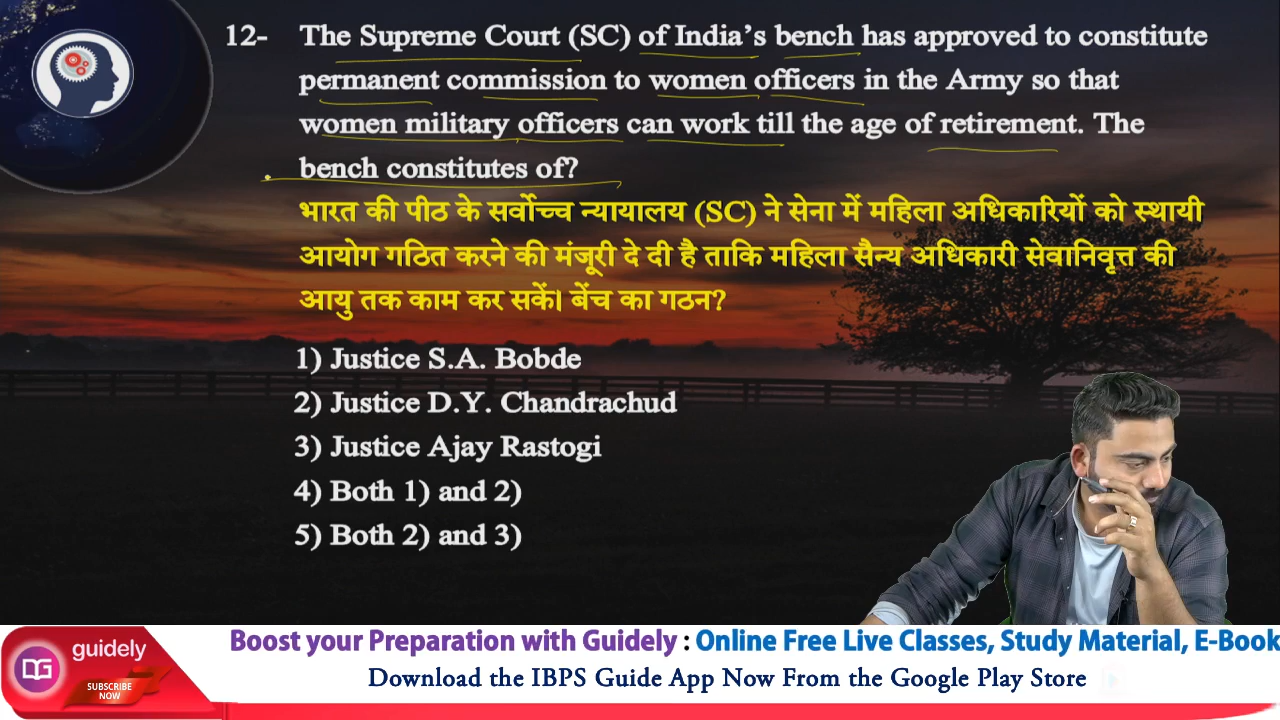 12- The Supreme Court (SC) of India's bench has approved to constitute
permanent commission to women officers in the Army so that
women military officers can work till the age of retirement. The
bench constitutes of?
भारत की पीठ के सर्वोच्च न्यायालय (SC) ने सेना में महिला अधिकारियों को स्थायी
आयोग गठित करने की मंजूरी दे दी है ताकि महिला सैन्य अधिकारी सेवानिवृत्त की
आयु तक काम कर सकें। बेंच का गठन?
1) Justice S.A. Bobde
2) Justice D.Y. Chandrachud
3) Justice Ajay Rastogi
4) Both 1) and 2)
5) Both 2) and 3)
guidely
SUBSCRIBE
NOW
Boost your Preparation with Guidely : Online Free Live Classes, Study Material, E-Book
Download the IBPS Guide App Now From the Google Play Store